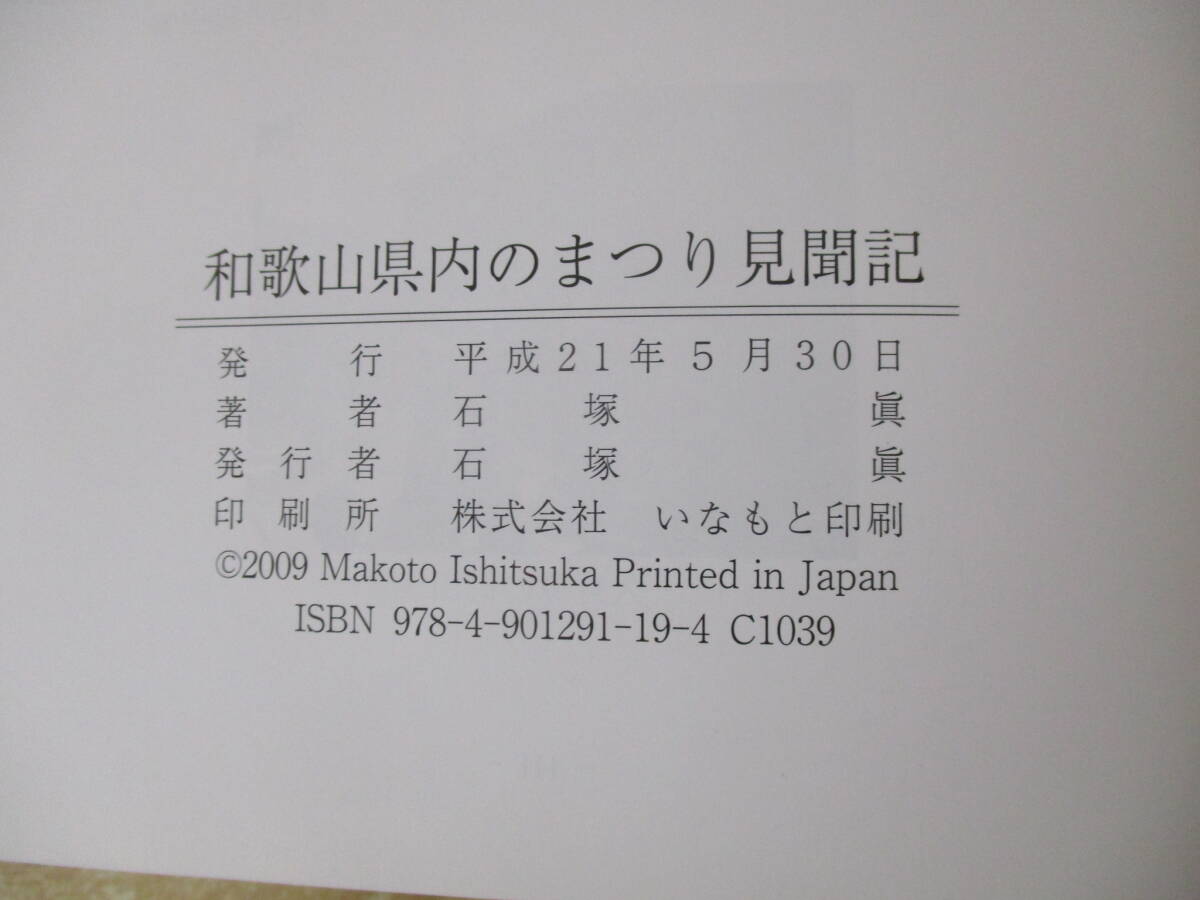 和歌山県内のまつり見聞記
発行 平成21年5月30日
著者 石塚眞
発行者 石塚眞
印刷所 株式会社 いなもと印刷
©2009 Makoto Ishitsuka Printed in Japan
ISBN 978-4-901291-19-4 C1039